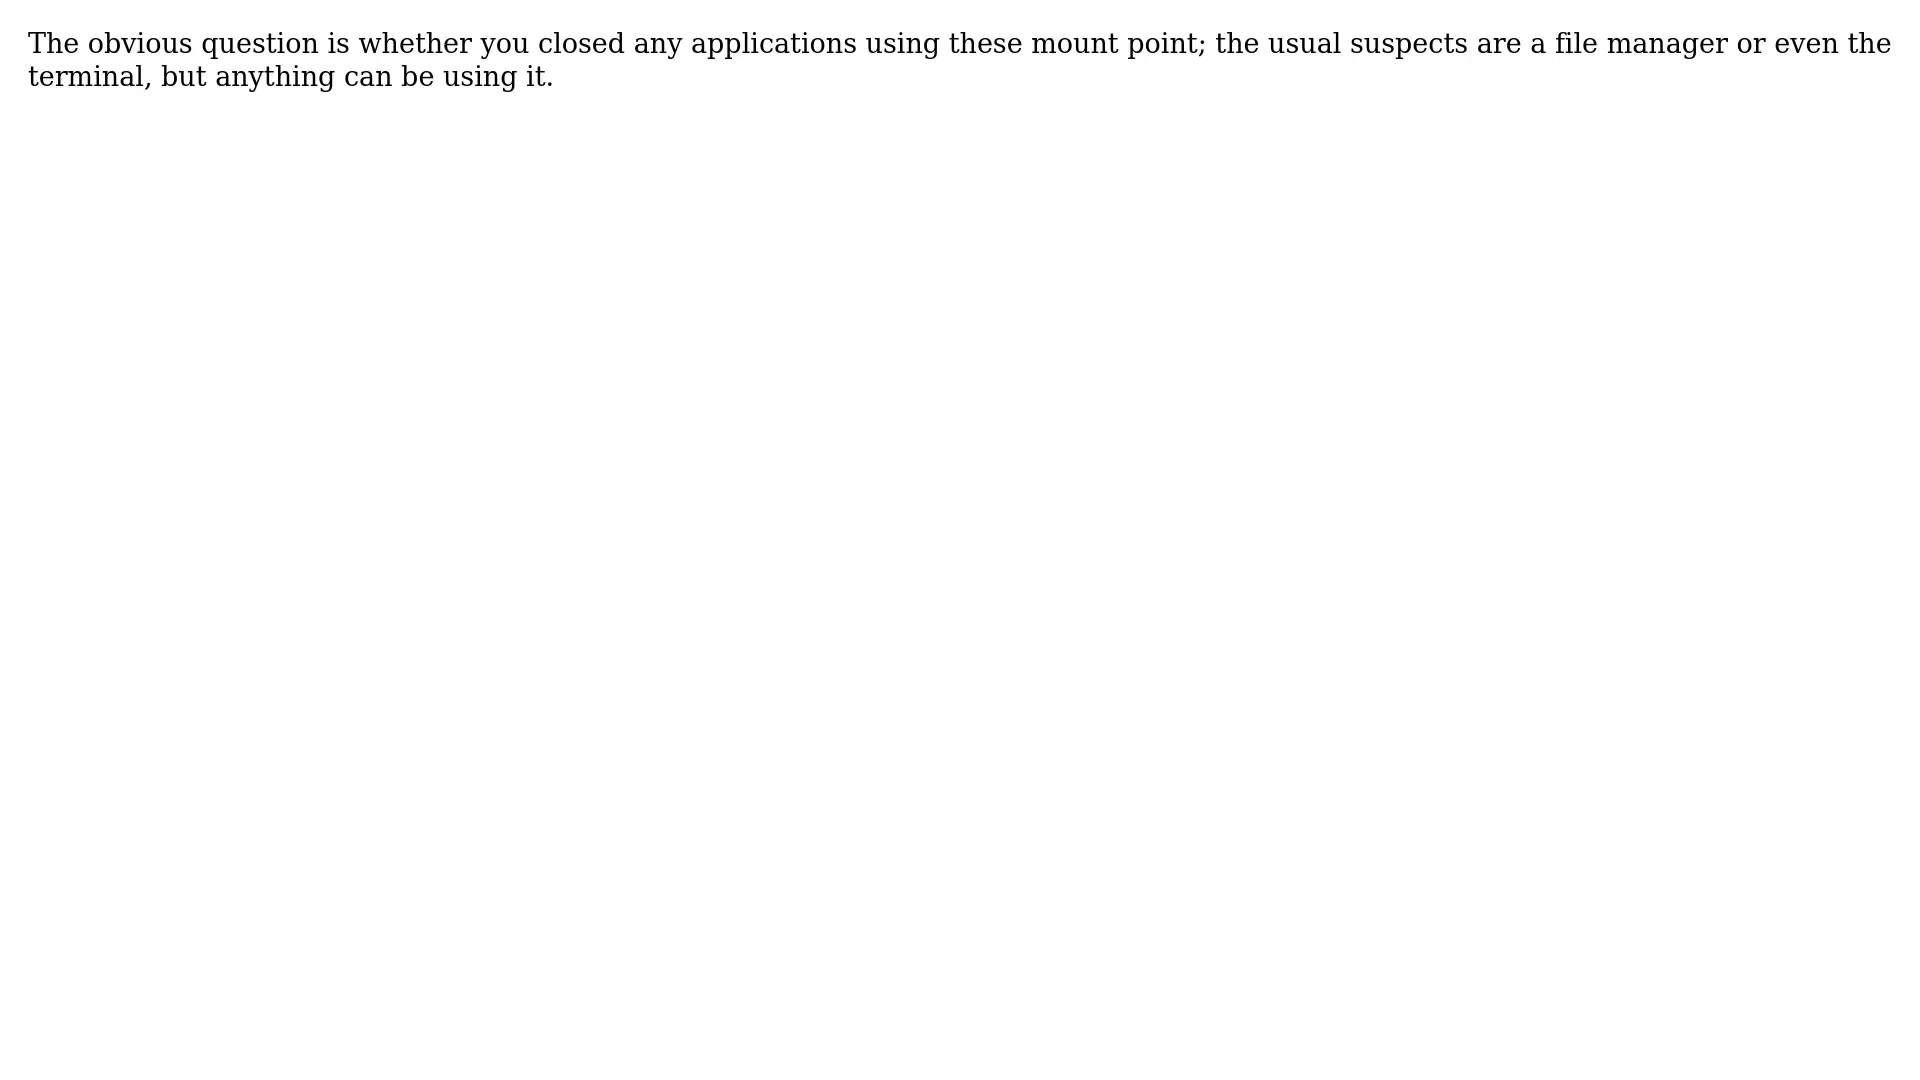 The obvious question is whether you closed any applications using these mount point; the usual suspects are a file manager or even the
terminal, but anything can be using it.